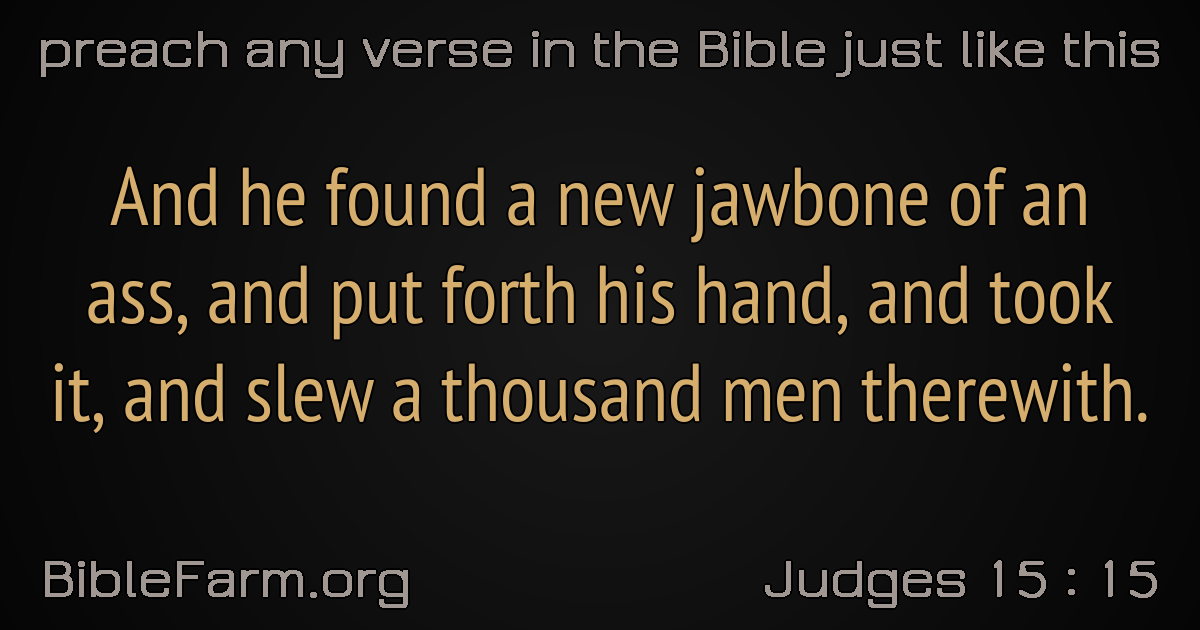 preach any verse in the Bible just like this
And he found a new jawbone of an
ass, and put forth his hand, and took
it, and slew a thousand men therewith.
BibleFarm.org
Judges 15 : 15